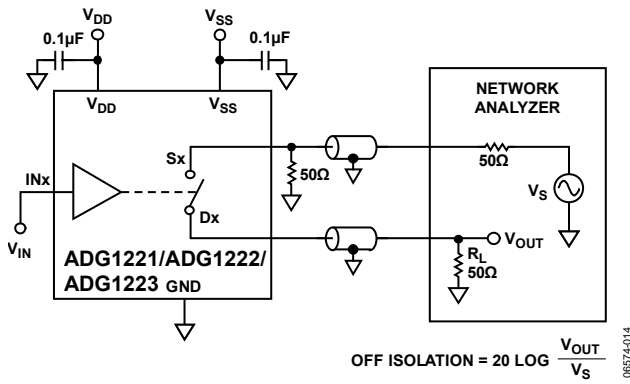 VDD
VSS
0.1µF
0.1µF
VDD
VSS
NETWORK
ANALYZER
Sx
50Ω
50Ω
INx
VS
Dx
VOUT
VIN
RL
50Ω
ADG1221/ADG1222/
ADG1223 GND
OFF ISOLATION = 20 LOG VOUT
VS
06574-014